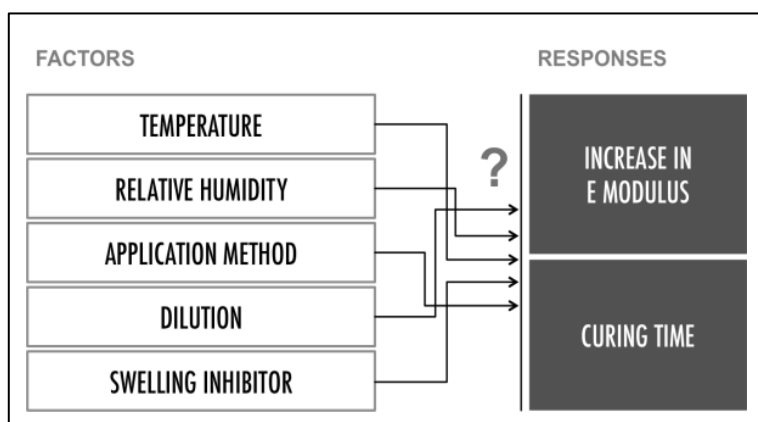 FACTORS
RESPONSES
TEMPERATURE
RELATIVE HUMIDITY
APPLICATION METHOD
DILUTION
SWELLING INHIBITOR
?
INCREASE IN
E MODULUS
CURING TIME